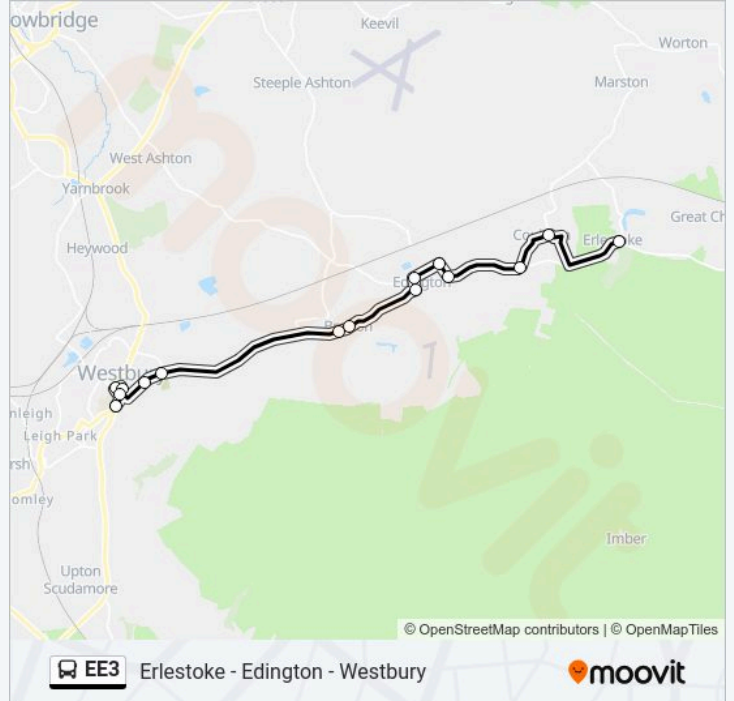 owbridge
Keevil
Worton
Steeple Ashton
Marston
West Ashton
Yarnbrook
Great Ch
Erlestoke
Heywood
Edington
Westbury
nleigh
Leigh Park
rsh
omley
Imber
Upton
Scudamore
moovit
© OpenStreetMap contributors | © OpenMapTiles
EE3 Erlestoke - Edington - Westbury
moovit